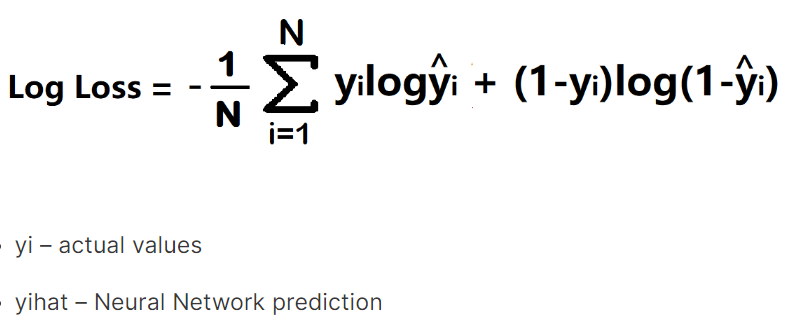 Log Loss = - 1/N N Σ i=1 yilogŷi + (1-yi)log(1-ŷi)
• yi – actual values
• yihat – Neural Network prediction